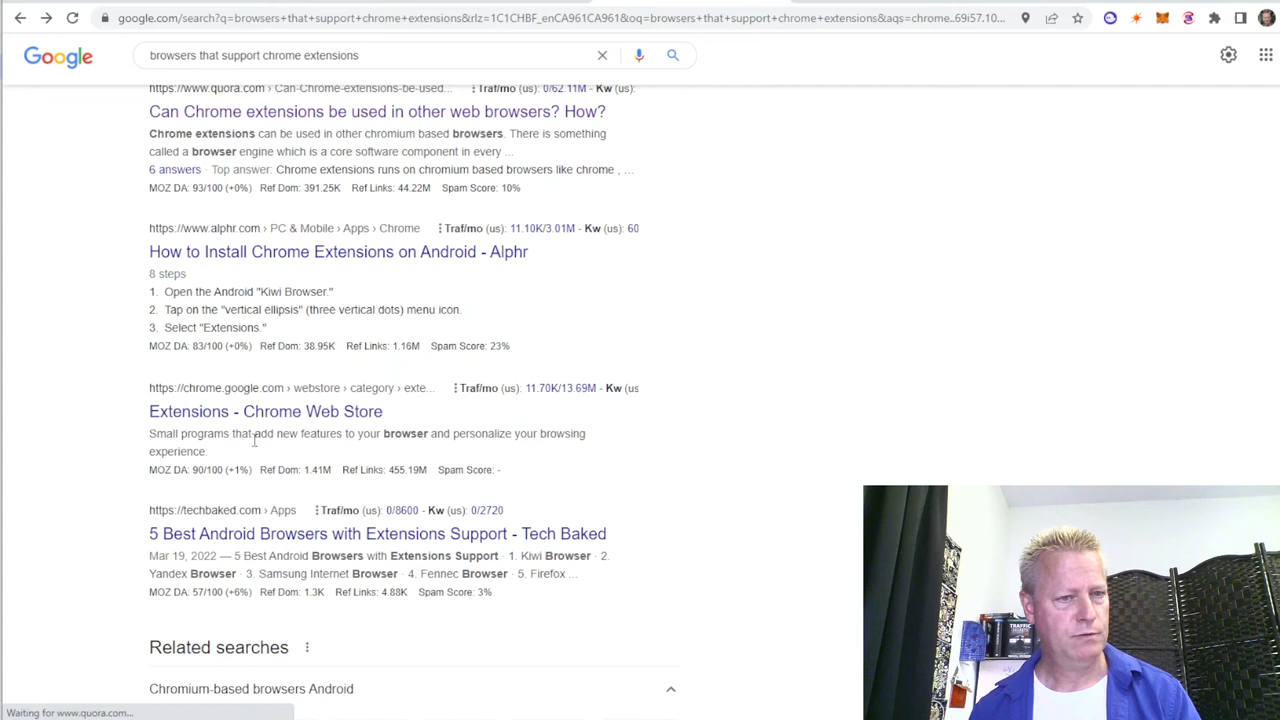 google.com/search?q=browsers+that+support+chrome+extensions&rlz=1C1CHBF_enCA961CA961&oq=browsers+that+support+chrome+extensions&aqs=chrome..69i57.10...
Google
browsers that support chrome extensions
https://www.quora.com › Can-Chrome-extensions-be-used... Traf/mo (us): 0/62.11M - Kw (us):
Can Chrome extensions be used in other web browsers? How?
Chrome extensions can be used in other chromium based browsers. There is something
called a browser engine which is a core software component in every ...
6 answers · Top answer: Chrome extensions runs on chromium based browsers like chrome , ...
MOZ DA: 93/100 (+0%) Ref Dom: 391.25K Ref Links: 44.22M Spam Score: 10%
https://www.alphr.com › PC & Mobile › Apps › Chrome Traf/mo (us): 11.10K/3.01M - Kw (us): 60
How to Install Chrome Extensions on Android - Alphr
8 steps
1. Open the Android "Kiwi Browser."
2. Tap on the "vertical ellipsis" (three vertical dots) menu icon.
3. Select "Extensions."
MOZ DA: 83/100 (+0%) Ref Dom: 38.95K Ref Links: 1.16M Spam Score: 23%
https://chrome.google.com › webstore › category › exte... Traf/mo (us): 11.70K/13.69M - Kw (us
Extensions - Chrome Web Store
Small programs that add new features to your browser and personalize your browsing
experience.
MOZ DA: 90/100 (+1%) Ref Dom: 1.41M Ref Links: 455.19M Spam Score: -
https://techbaked.com › Apps Traf/mo (us): 0/8600 - Kw (us): 0/2720
5 Best Android Browsers with Extensions Support - Tech Baked
Mar 19, 2022 — 5 Best Android Browsers with Extensions Support · 1. Kiwi Browser · 2.
Yandex Browser · 3. Samsung Internet Browser · 4. Fennec Browser · 5. Firefox ...
MOZ DA: 57/100 (+6%) Ref Dom: 1.3K Ref Links: 4.88K Spam Score: 3%
TRAFFIC
SECRETS
Related searches
Chromium-based browsers Android
Waiting for www.quora.com...